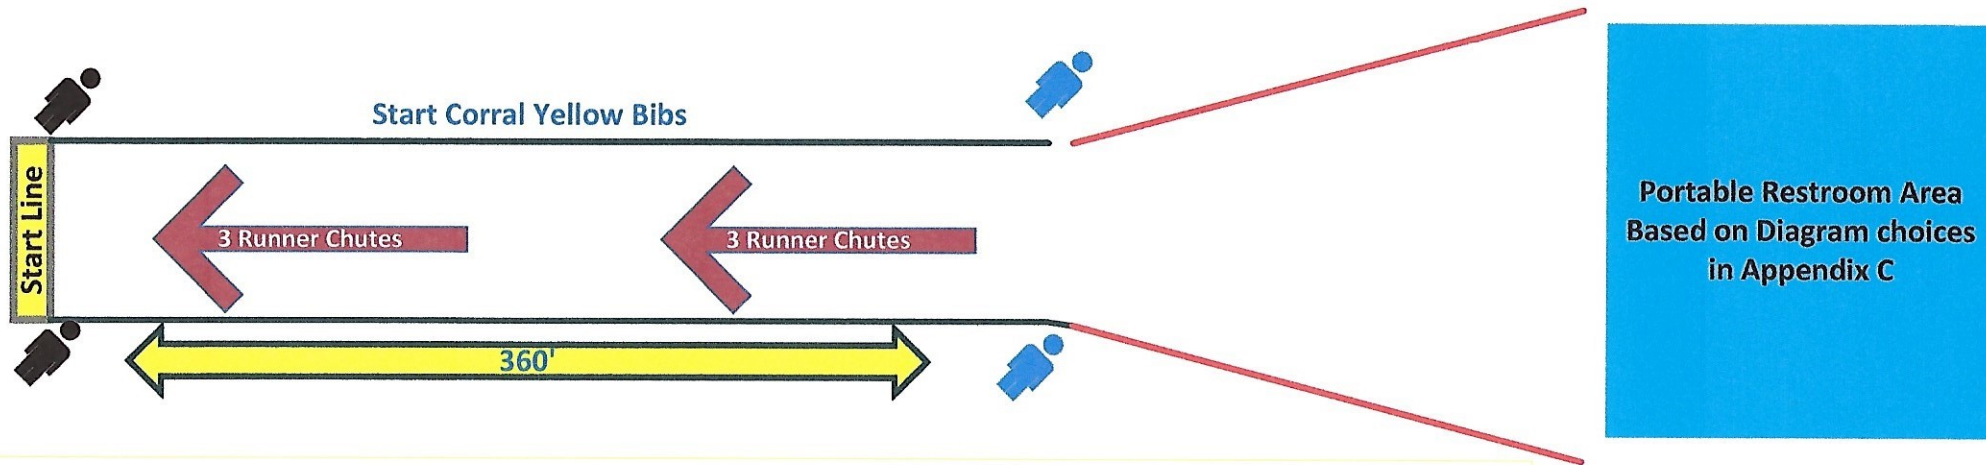 Start Corral Yellow Bibs
Start Line
3 Runner Chutes
3 Runner Chutes
360'
Portable Restroom Area
Based on Diagram choices
in Appendix C